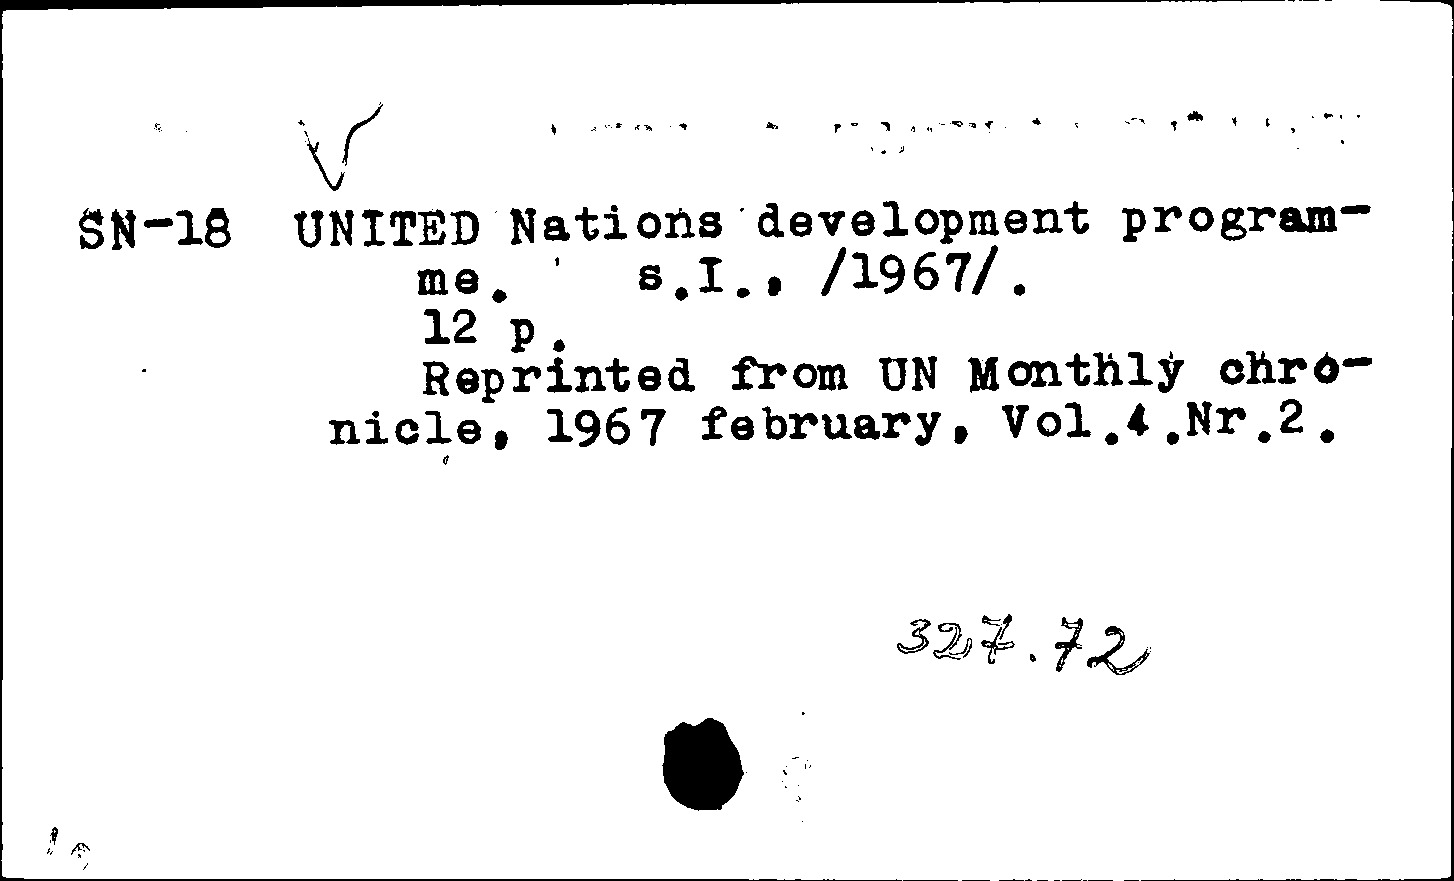 SN-18 UNITED Nations development program-
me. s.I., /1967/.
12 p.
Reprinted from UN Monthly chro-
nicle, 1967 february, Vol.4.Nr.2.
327.72